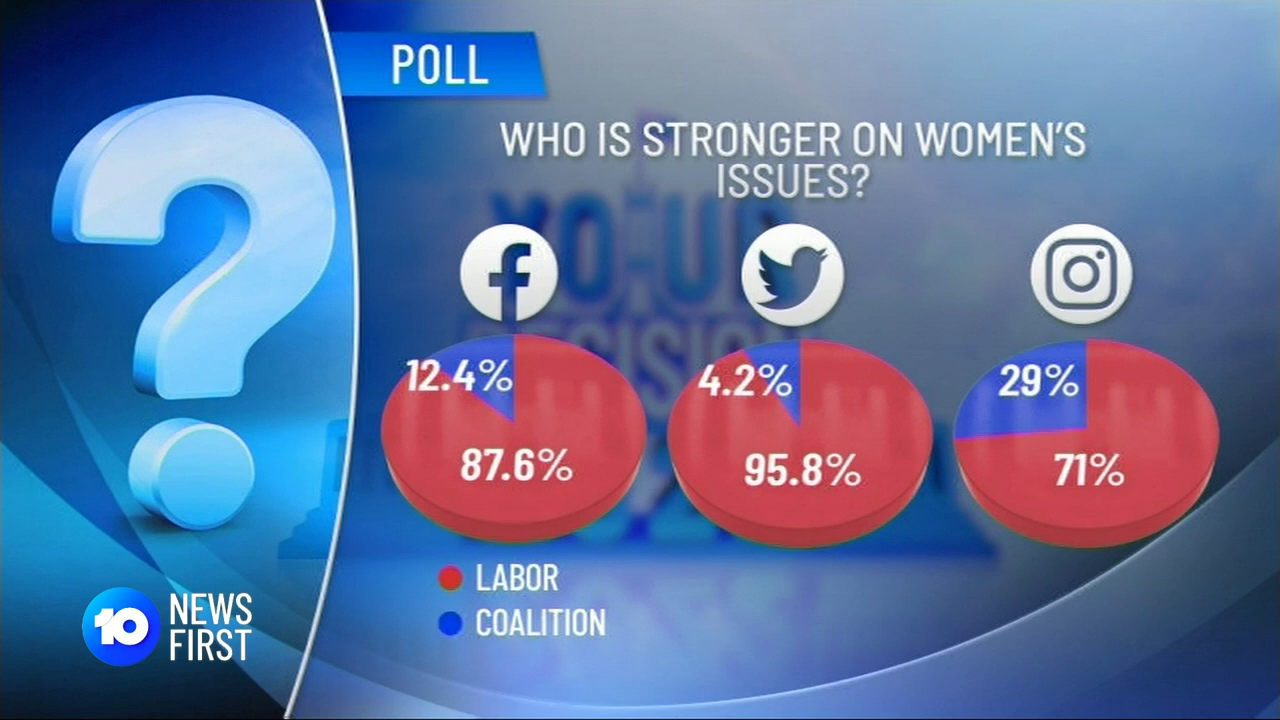 POLL
WHO IS STRONGER ON WOMEN'S
ISSUES?
12.4%
87.6%
4.2%
95.8%
29%
71%
LABOR
COALITION
10 NEWS
FIRST